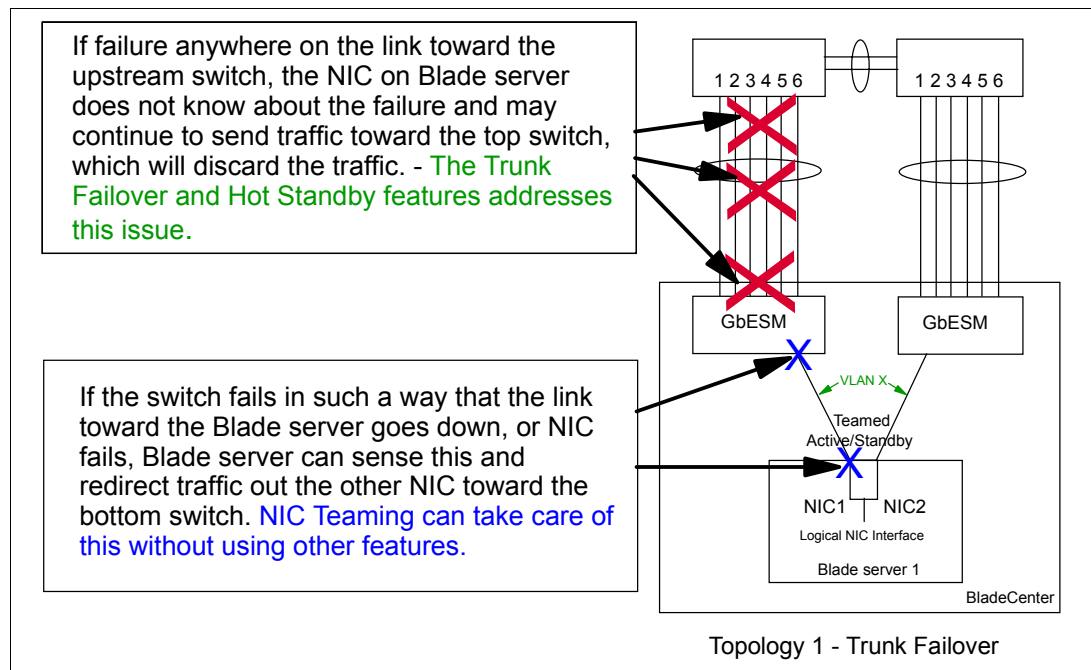 If failure anywhere on the link toward the
upstream switch, the NIC on Blade server
does not know about the failure and may
continue to send traffic toward the top switch,
which will discard the traffic. - The Trunk
Failover and Hot Standby features addresses
this issue.
1 2 3 4 5 6
1 2 3 4 5 6
GbESM
GbESM
If the switch fails in such a way that the link
toward the Blade server goes down, or NIC
fails, Blade server can sense this and
redirect traffic out the other NIC toward the
bottom switch. NIC Teaming can take care of
this without using other features.
VLAN X
Teamed
Active/Standby
NIC1
NIC2
Logical NIC Interface
Blade server 1
BladeCenter
Topology 1 - Trunk Failover